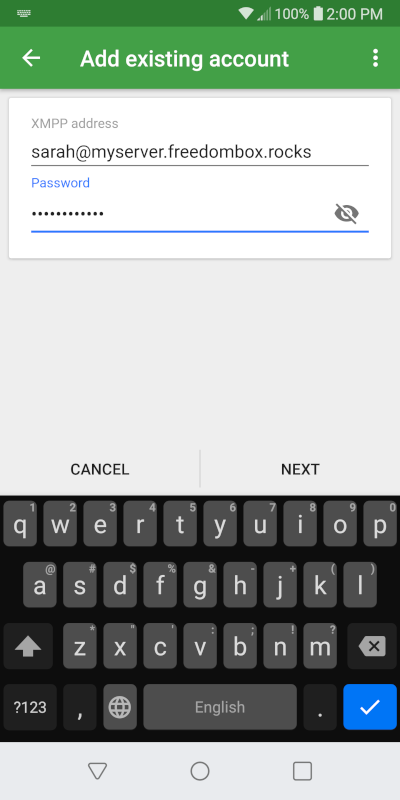 100% 2:00 PM
Add existing account
XMPP address
sarah@myserver.freedombox.rocks
Password
••••••••••••
CANCEL NEXT
1 2 3 4 5 6 7 8 9 0
q w e r t y u i o p
@ # $ % & - + ( )
a s d f g h j k l
* " ' : ; ! ?
z x c v b n m
?123 , English .